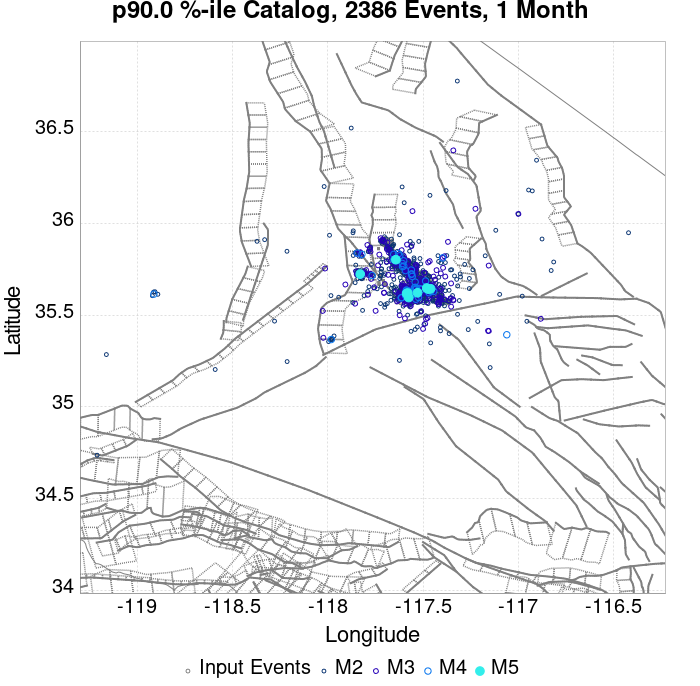 p90.0 %-ile Catalog, 2386 Events, 1 Month
Latitude
36.5
36
35.5
35
34.5
34
-119
-118.5
-118
-117.5
-117
-116.5
Longitude
Input Events
M2
M3
M4
M5